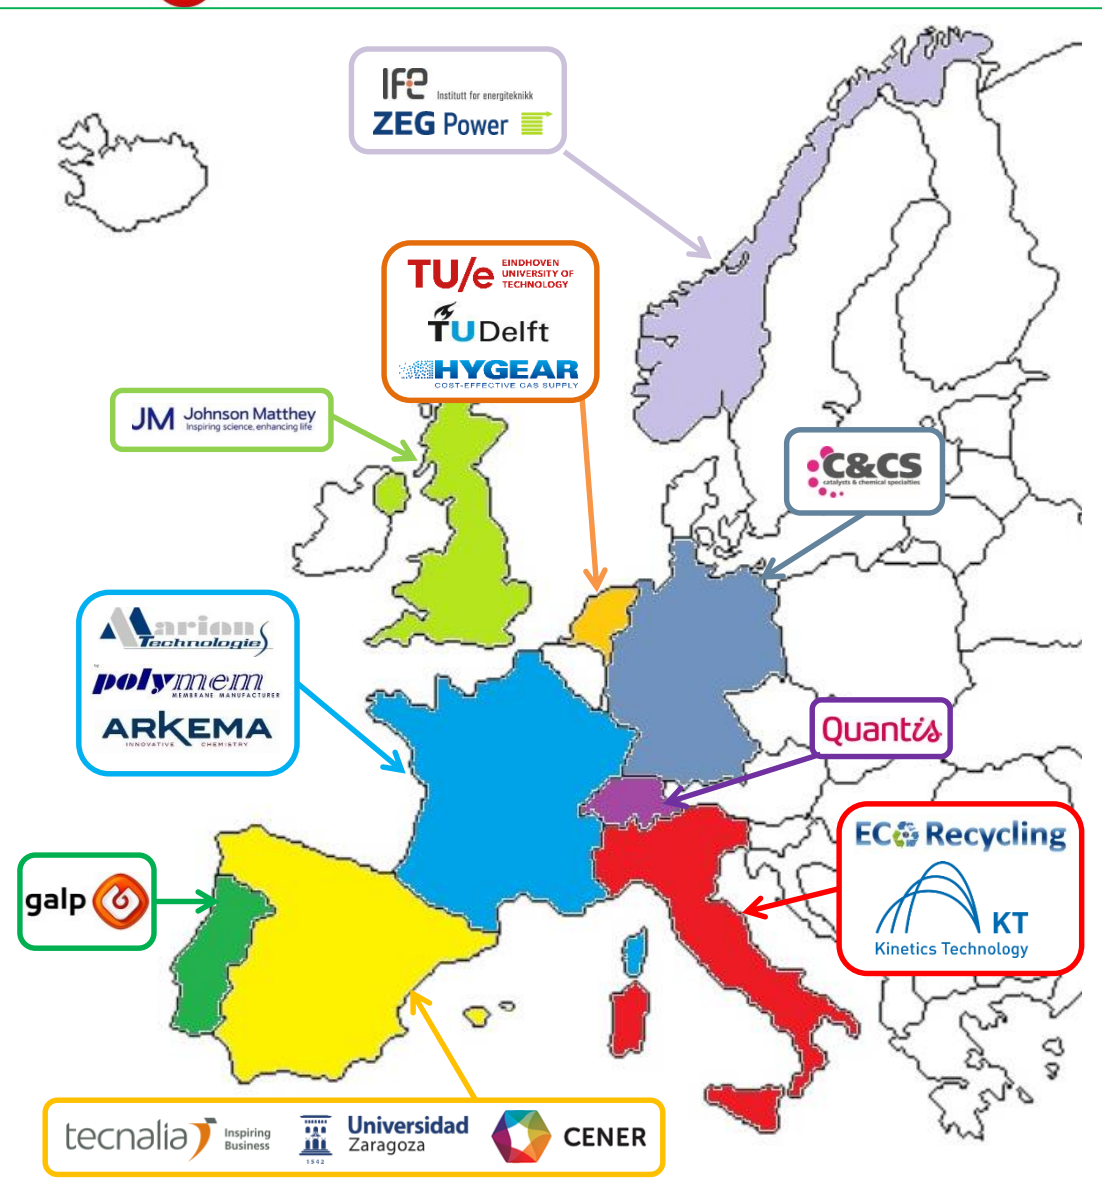 IFE
Institutt for energiteknikk
ZEG Power
TU/e EINDHOVEN
UNIVERSITY OF
TECHNOLOGY
TUDelft
HYGEAR
COST-EFFECTIVE GAS SUPPLY
JM Johnson Matthey
Inspiring science, enhancing life
C&CS
catalysts & chemical specialties
Marion
Technologies
polymem
MEMBRANE MANUFACTURER
ARKEMA
INNOVATIVE CHEMISTRY
Quantis
ECO Recycling
KT
Kinetics Technology
galp
tecnalia Inspiring
Business
Universidad
Zaragoza
1542
CENER